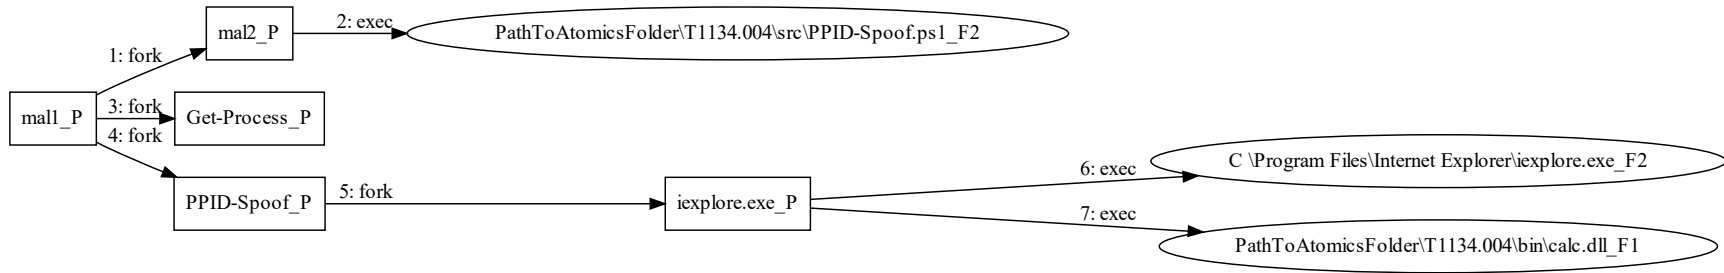 mal2_P
2: exec
PathToAtomicsFolder\T1134.004\src\PPID-Spoof.ps1_F2
1: fork
mal1_P
3: fork
Get-Process_P
4: fork
PPID-Spoof_P
5: fork
iexplore.exe_P
6: exec
C \Program Files\Internet Explorer\iexplore.exe_F2
7: exec
PathToAtomicsFolder\T1134.004\bin\calc.dll_F1